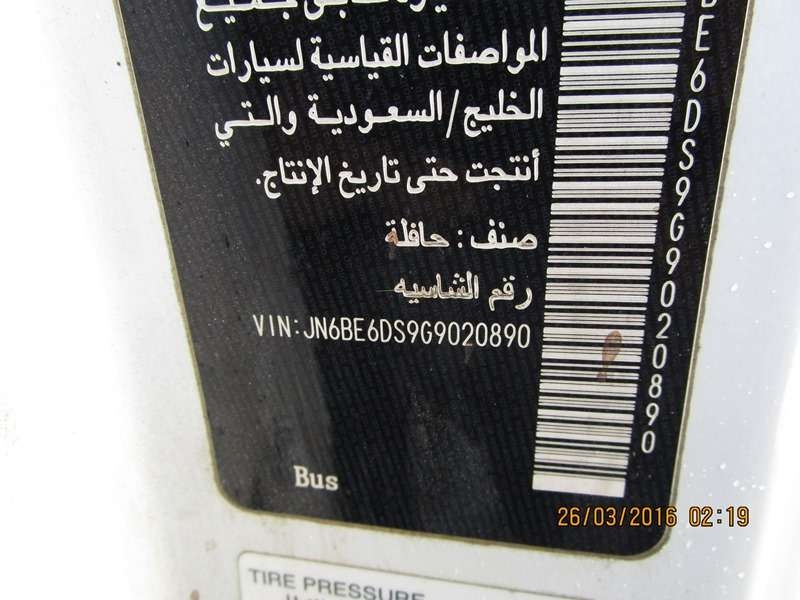 المواصفات القياسية لسيارات
الخليج/السعودية والتي
أنتجت حتى تاريخ الإنتاج.
صنف: حافلة
رقم الشاسيه
VIN:JN6BE6DS9G9020890
Bus
BE6DS9G9020890
26/03/2016 02:19
TIRE PRESSURE